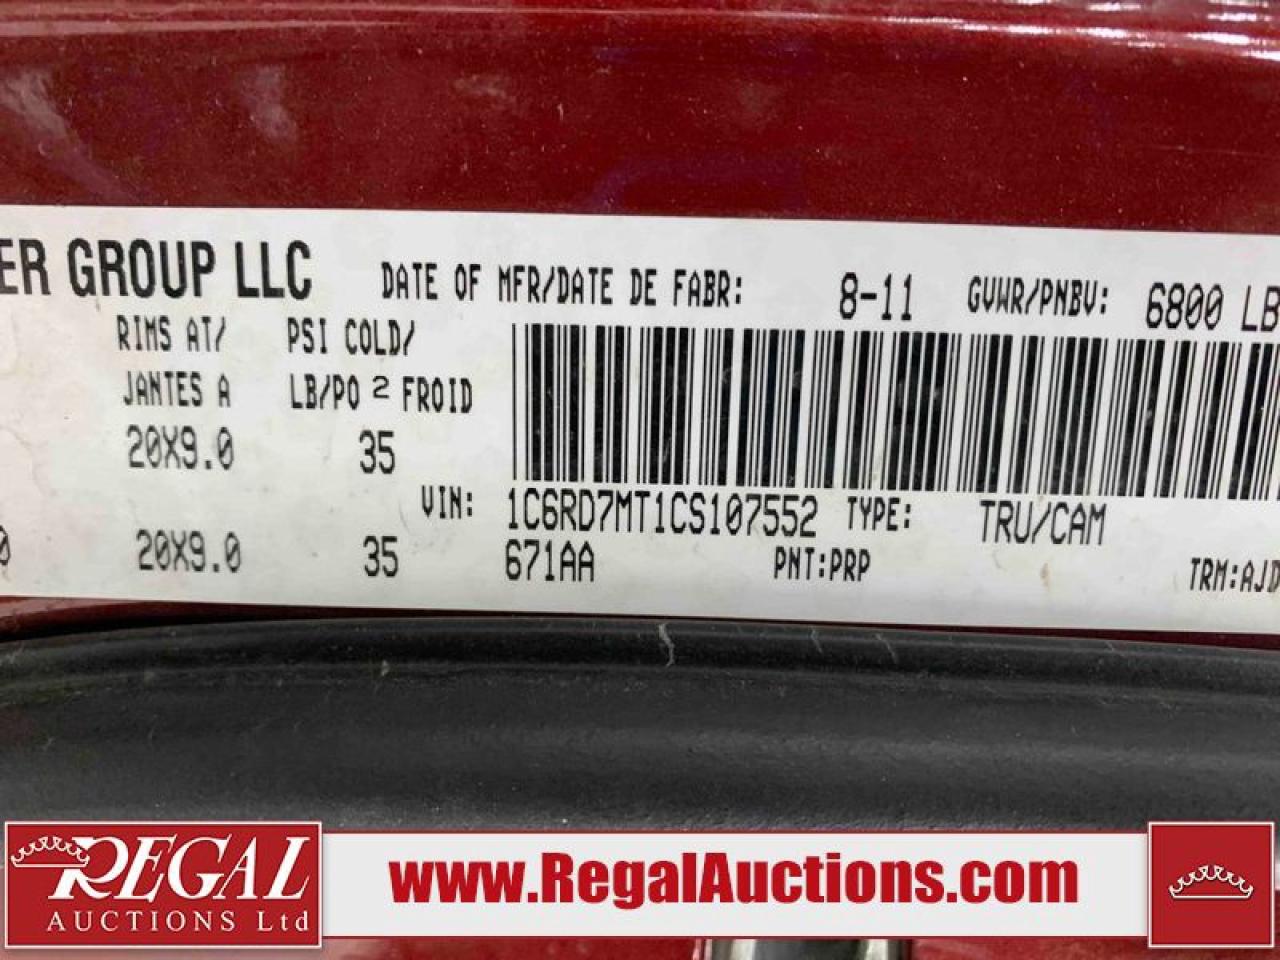 ER GROUP LLC DATE OF MFR/DATE DE FABR: 8-11 GVWR/PNBV: 6800 LB
RIMS AT/ PSI COLD/
JANTES A LB/PO 2 FROID
20X9.0 35
VIN: 1C6RD7MT1CS107552 TYPE: TRU/CAM
0 20X9.0 35 671AA PNT:PRP TRM:AJD
REGAL
AUCTIONS Ltd
www.RegalAuctions.com